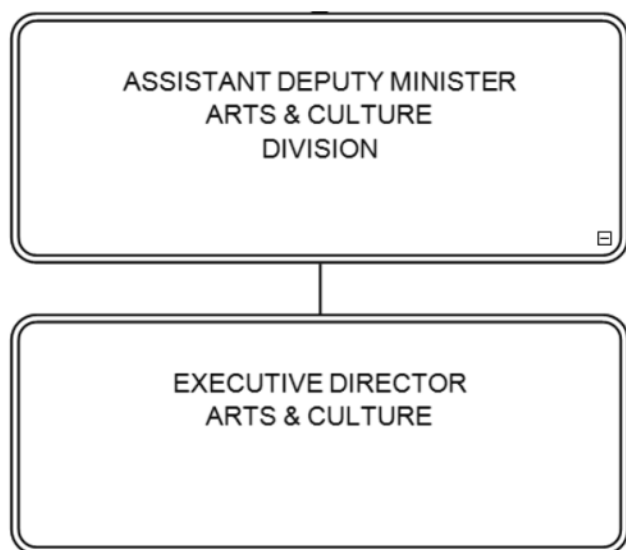 ASSISTANT DEPUTY MINISTER
ARTS & CULTURE
DIVISION
EXECUTIVE DIRECTOR
ARTS & CULTURE